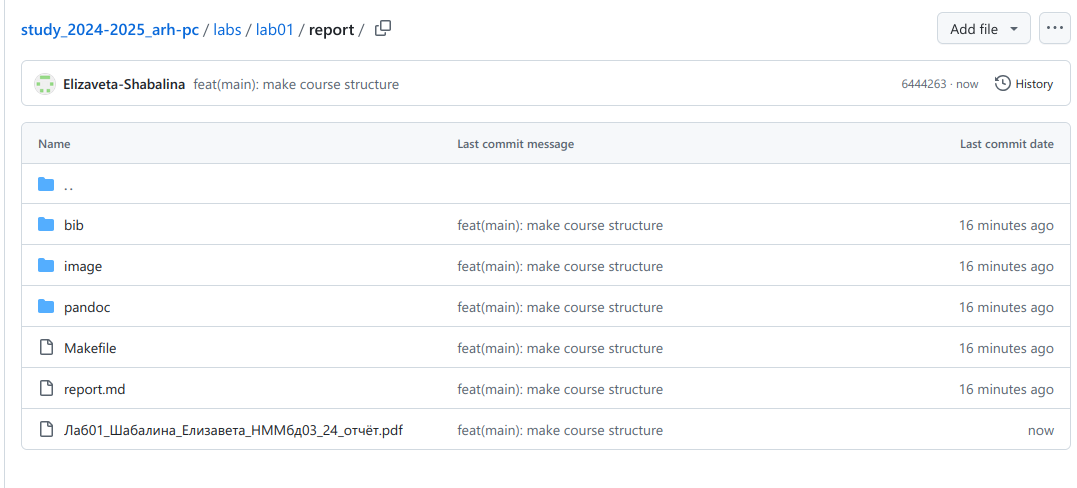 study_2024-2025_arh-pc / labs / lab01 / report /
Add file
Elizaveta-Shabalina feat(main): make course structure
6444263 · now
History
Name Last commit message Last commit date
..
bib feat(main): make course structure 16 minutes ago
image feat(main): make course structure 16 minutes ago
pandoc feat(main): make course structure 16 minutes ago
Makefile feat(main): make course structure 16 minutes ago
report.md feat(main): make course structure 16 minutes ago
Ла601_Шабалина_Елизавета_НММбд03_24_отчёт.pdf feat(main): make course structure now